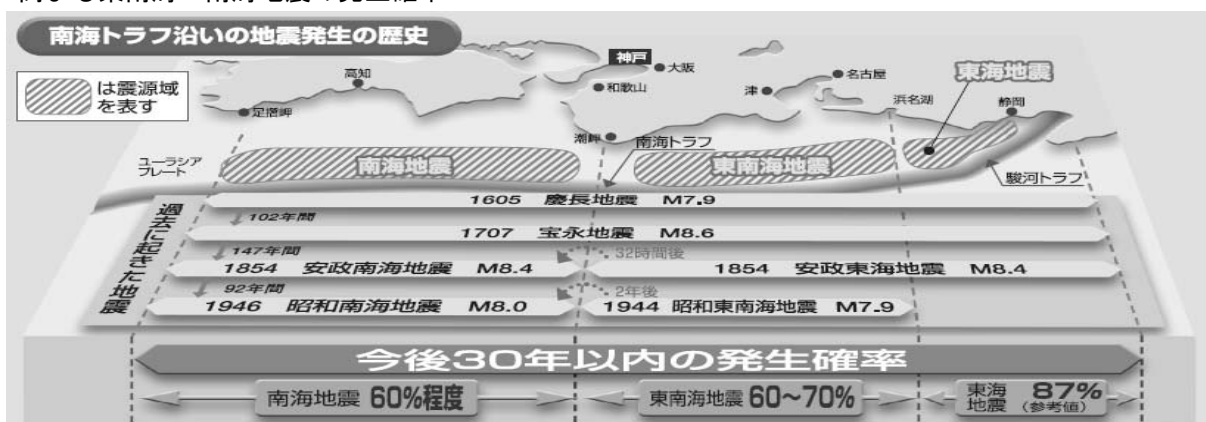 南海トラフ沿いの地震発生の歴史
は震源域
を表す
高知
足摺岬
神戸
大阪
和歌山
潮岬
津
名古屋
浜名湖
静岡
東海地震
南海トラフ
駿河トラフ
ユーラシア
プレート
南海地震
東南海地震
過去に起きた地震
1605 慶長地震 M7.9
102年間
1707 宝永地震 M8.6
147年間
32時間後
1854 安政南海地震 M8.4
1854 安政東海地震 M8.4
92年間
2年後
1946 昭和南海地震 M8.0
1944 昭和東南海地震 M7.9
今後30年以内の発生確率
南海地震 60%程度
東南海地震 60～70%
東海
地震
87%
(参考値)